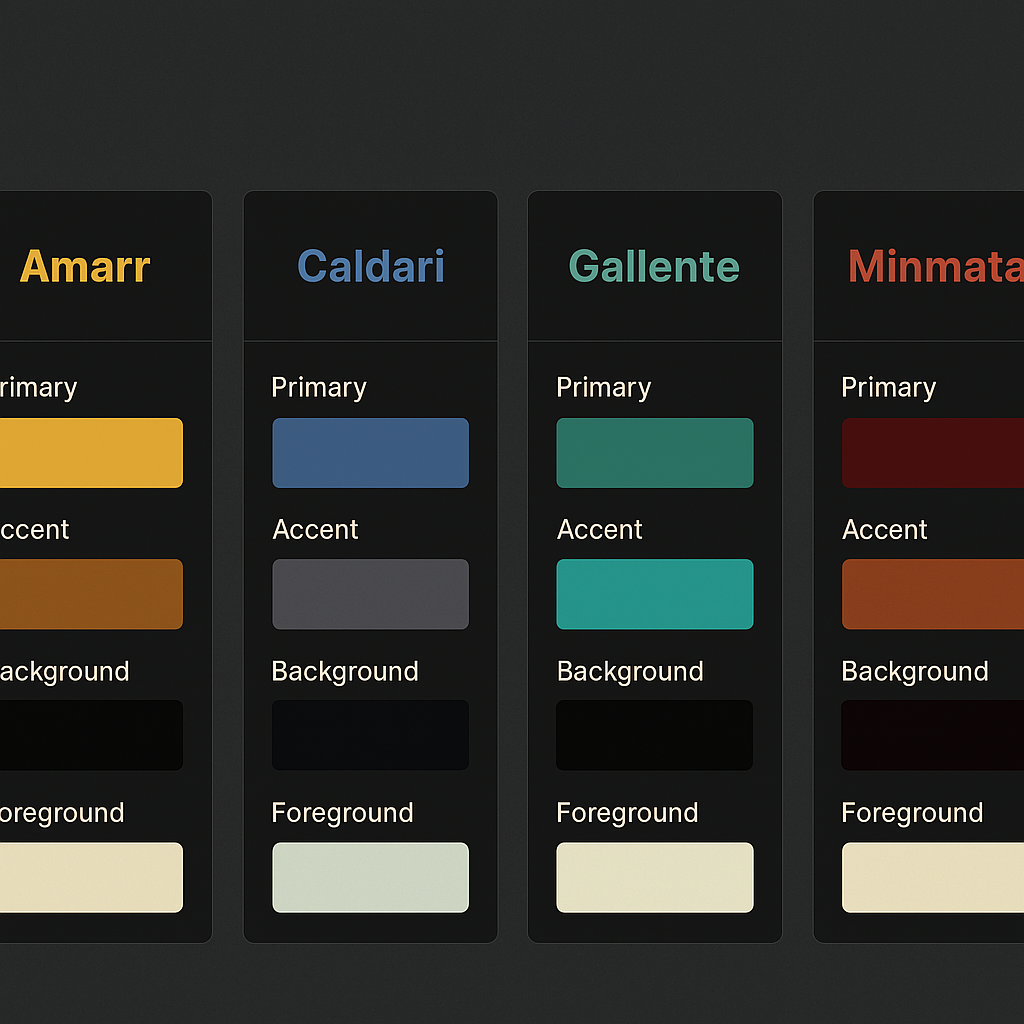 Amarr
rimary
ccent
ackground
oreground
Caldari
Primary
Accent
Background
Foreground
Gallente
Primary
Accent
Background
Foreground
Minmata
Primary
Accent
Background
Foreground